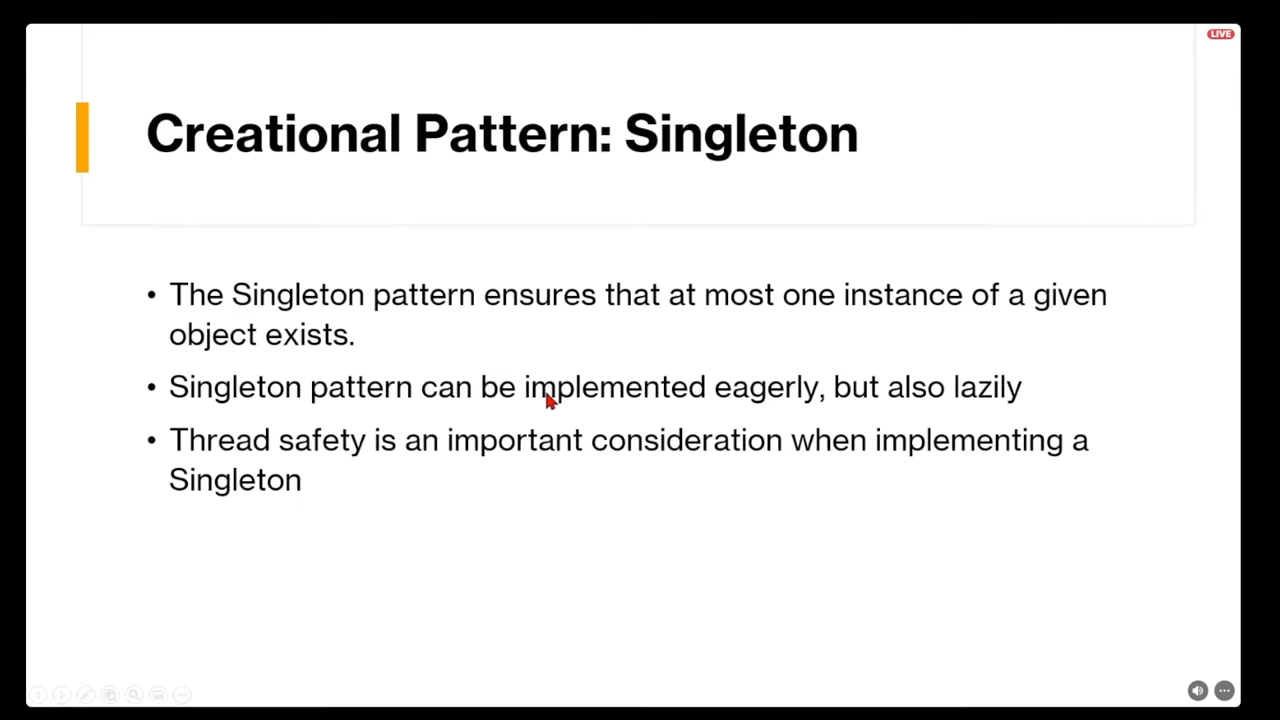 LIVE
Creational Pattern: Singleton
• The Singleton pattern ensures that at most one instance of a given
object exists.
• Singleton pattern can be implemented eagerly, but also lazily
• Thread safety is an important consideration when implementing a
Singleton